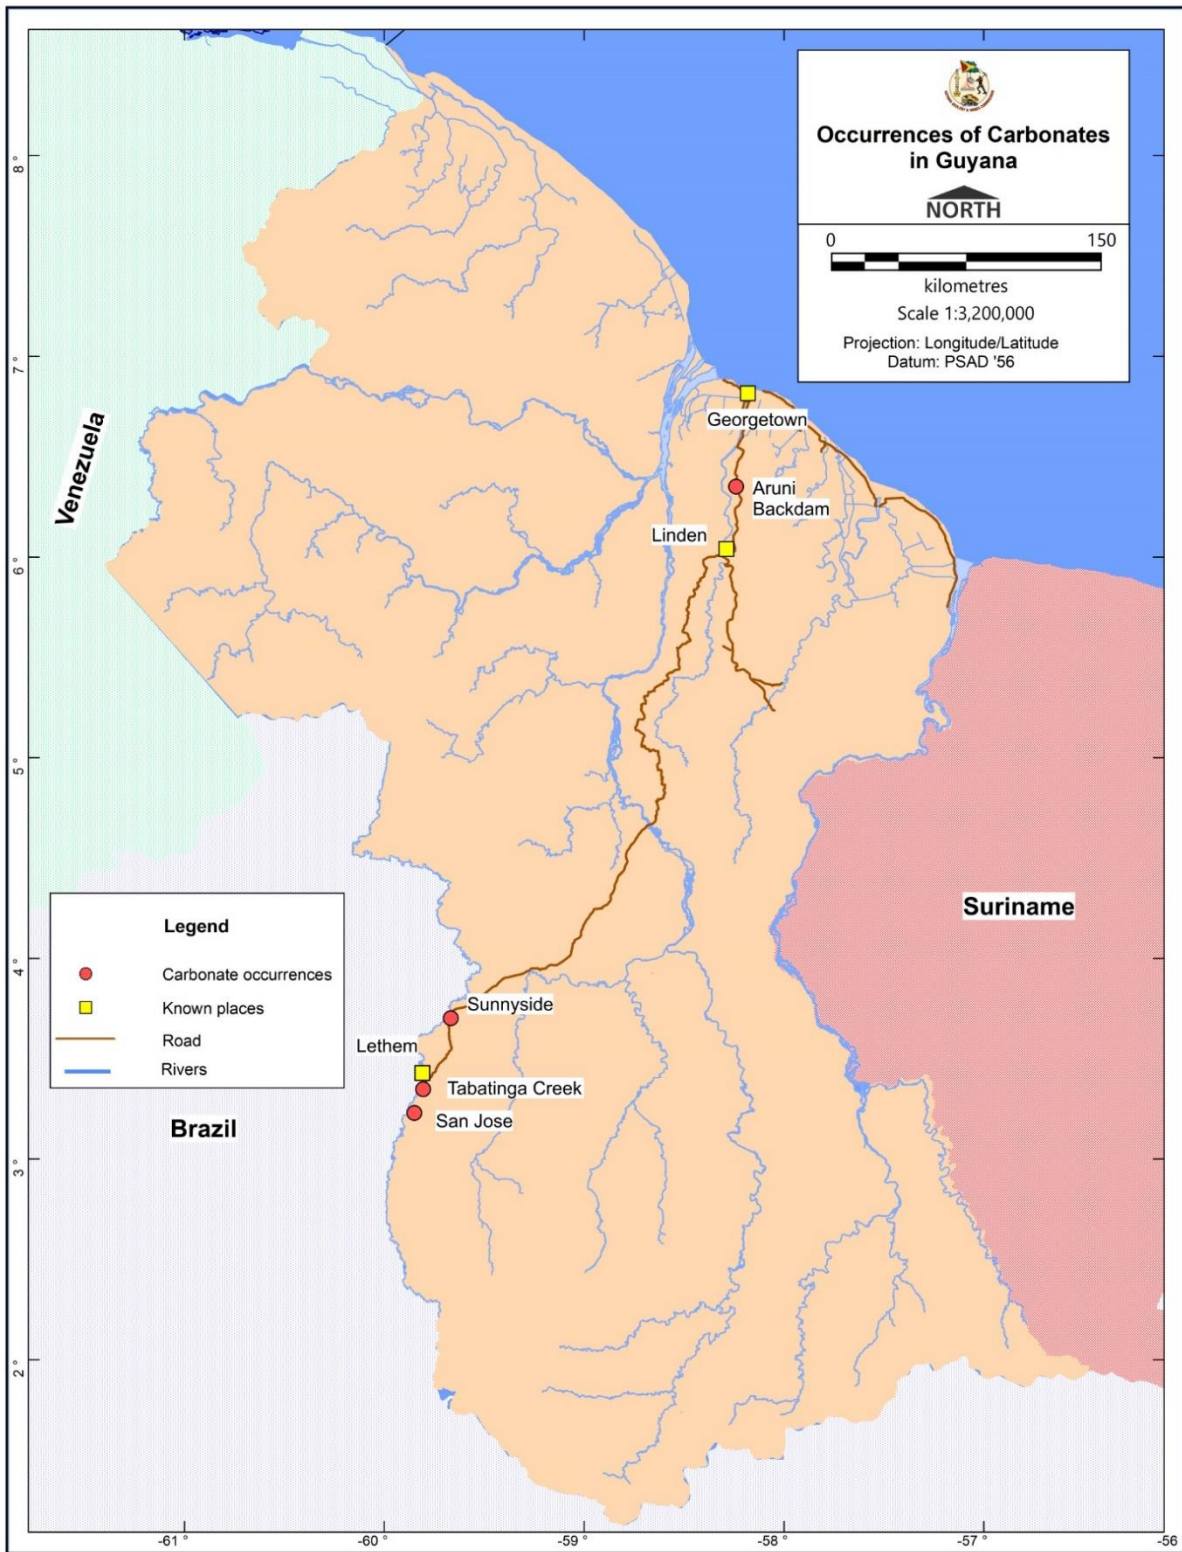 Occurrences of Carbonates
in Guyana
NORTH
0 150
kilometres
Scale 1:3,200,000
Projection: Longitude/Latitude
Datum: PSAD '56
8 °
7 °
6 °
5 °
4 °
3 °
2 °
Venezuela
Georgetown
Aruni
Backdam
Linden
Suriname
Legend
Carbonate occurrences
Known places
Road
Rivers
Sunnyside
Lethem
Tabatinga Creek
San Jose
Brazil
-61 ° -60 ° -59 ° -58 ° -57 ° -56